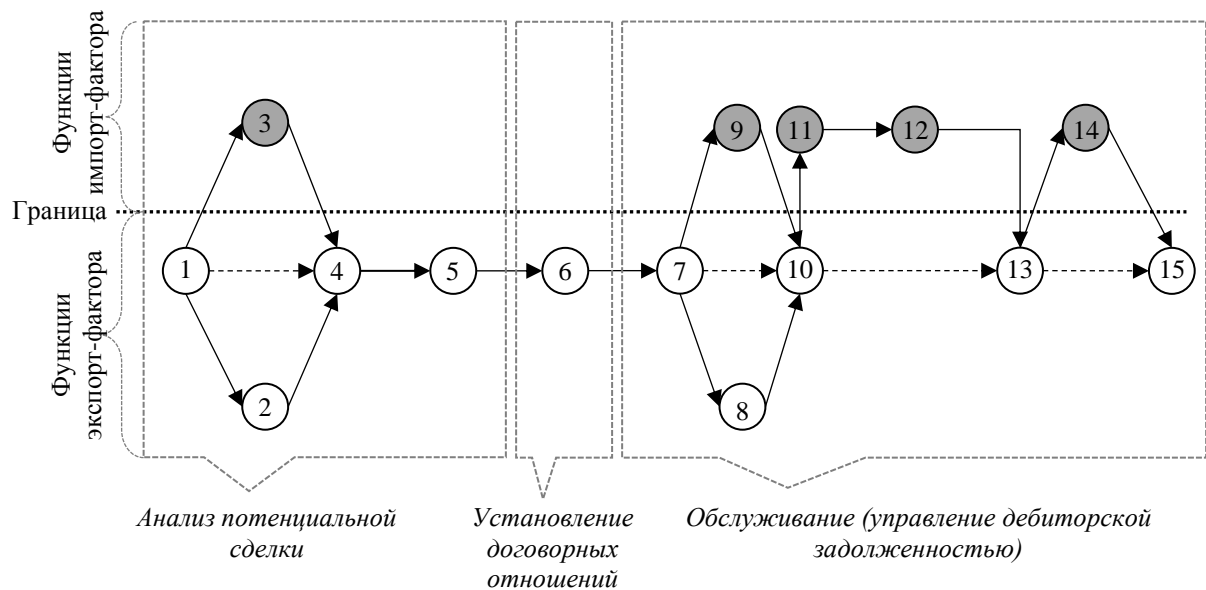 Функции
импорт-фактора
3
9
11
12
14
Граница
1
4
5
6
7
10
13
15
Функции
экспорт-фактора
2
8
Анализ потенциальной
сделки
Установление
договорных
отношений
Обслуживание (управление дебиторской
задолженностью)